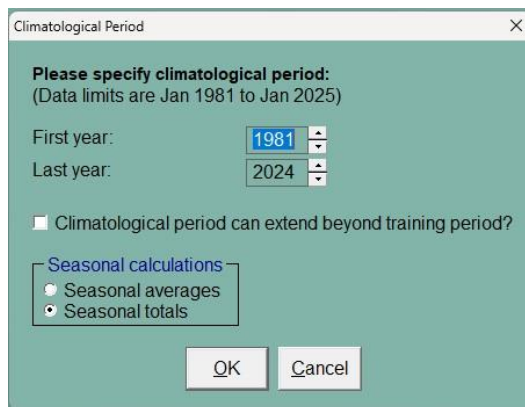 Climatological Period
Please specify climatological period:
(Data limits are Jan 1981 to Jan 2025)
First year: 1981
Last year: 2024
Climatological period can extend beyond training period?
Seasonal calculations
Seasonal averages
Seasonal totals
OK Cancel